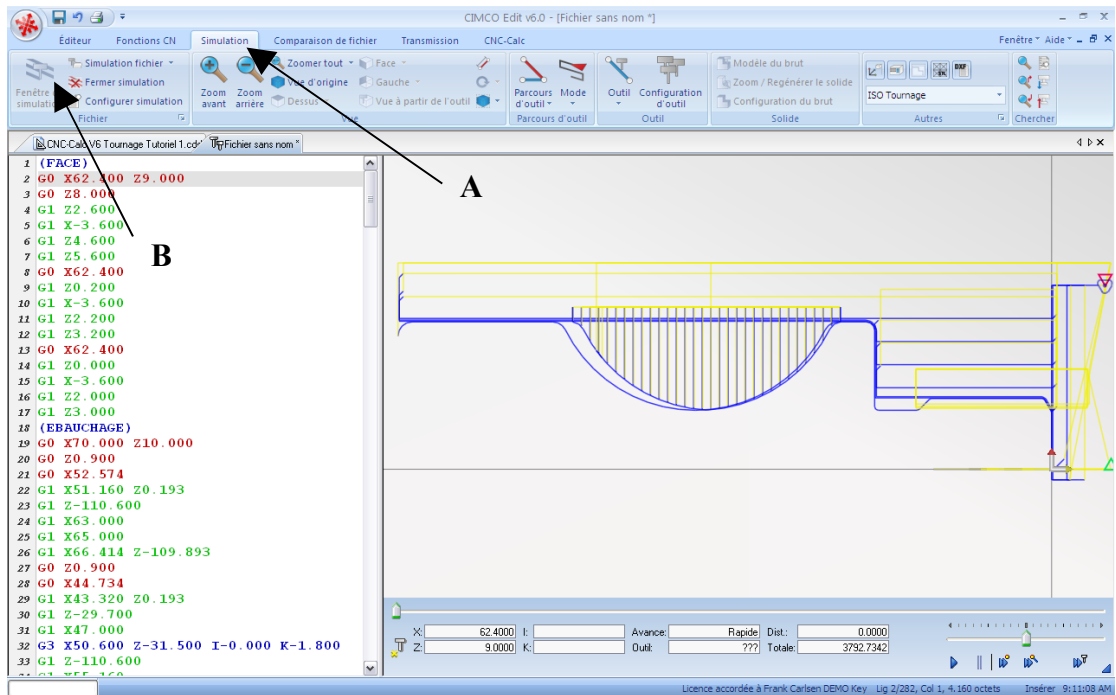 CIMCO Edit v6.0 - [Fichier sans nom *]
Éditeur Fonctions CN Simulation Comparaison de fichier Transmission CNC-Calc Fenêtre Aide
Simulation fichier
Fermer simulation
Configurer simulation
Fenêtre
simulation
Fichier
Zoom avant
Zoom arrière
Zoomer tout
Vue d'origine
Dessus
Face
Gauche
Vue à partir de l'outil
Vue
Parcours d'outil
Mode
Parcours d'outil
Outil
Configuration d'outil
Outil
Modèle du brut
Zoom / Regénérer le solide
Configuration du brut
Solide
DXF
ISO Tournage
Autres
Chercher
CNC-Calc V6 Tournage Tutoriel 1.cd
Fichier sans nom *
A
B
1 (FACE)
2 G0 X62.400 Z9.000
3 G0 Z8.000
4 G1 Z2.600
5 G1 X-3.600
6 G1 Z4.600
7 G1 Z5.600
8 G0 X62.400
9 G1 Z0.200
10 G1 X-3.600
11 G1 Z2.200
12 G1 Z3.200
13 G0 X62.400
14 G1 Z0.000
15 G1 X-3.600
16 G1 Z2.000
17 G1 Z3.000
18 (EBAUCHAGE)
19 G0 X70.000 Z10.000
20 G0 Z0.900
21 G0 X52.574
22 G1 X51.160 Z0.193
23 G1 Z-110.600
24 G1 X63.000
25 G1 X65.000
26 G1 X66.414 Z-109.893
27 G0 Z0.900
28 G0 X44.734
29 G1 X43.320 Z0.193
30 G1 Z-29.700
31 G1 X47.000
32 G3 X50.600 Z-31.500 I-0.000 K-1.800
33 G1 Z-110.600
X: 62.4000 I: Avance: Rapide Dist.: 0.0000
Z: 9.0000 K: Outil: ??? Totale: 3792.7342
Licence accordée à Frank Carlsen DEMO Key Lig 2/282, Col 1, 4.160 octets Insérer 9:11:08 AM